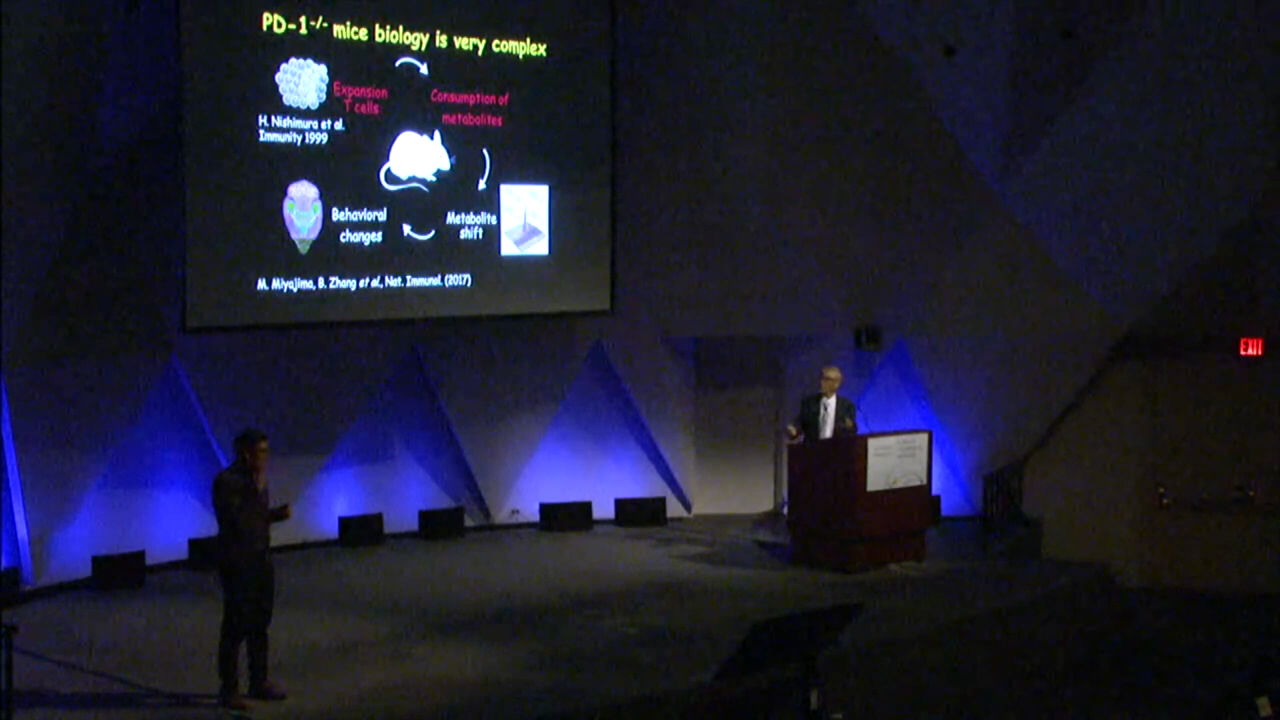 PD-1-/- mice biology is very complex
Expansion
T cells
Consumption of
metabolites
H. Nishimura et al.
Immunity 1999
Behavioral
changes
Metabolite
shift
M. Miyajima, B. Zhang et al., Nat. Immunol. (2017)
EXIT